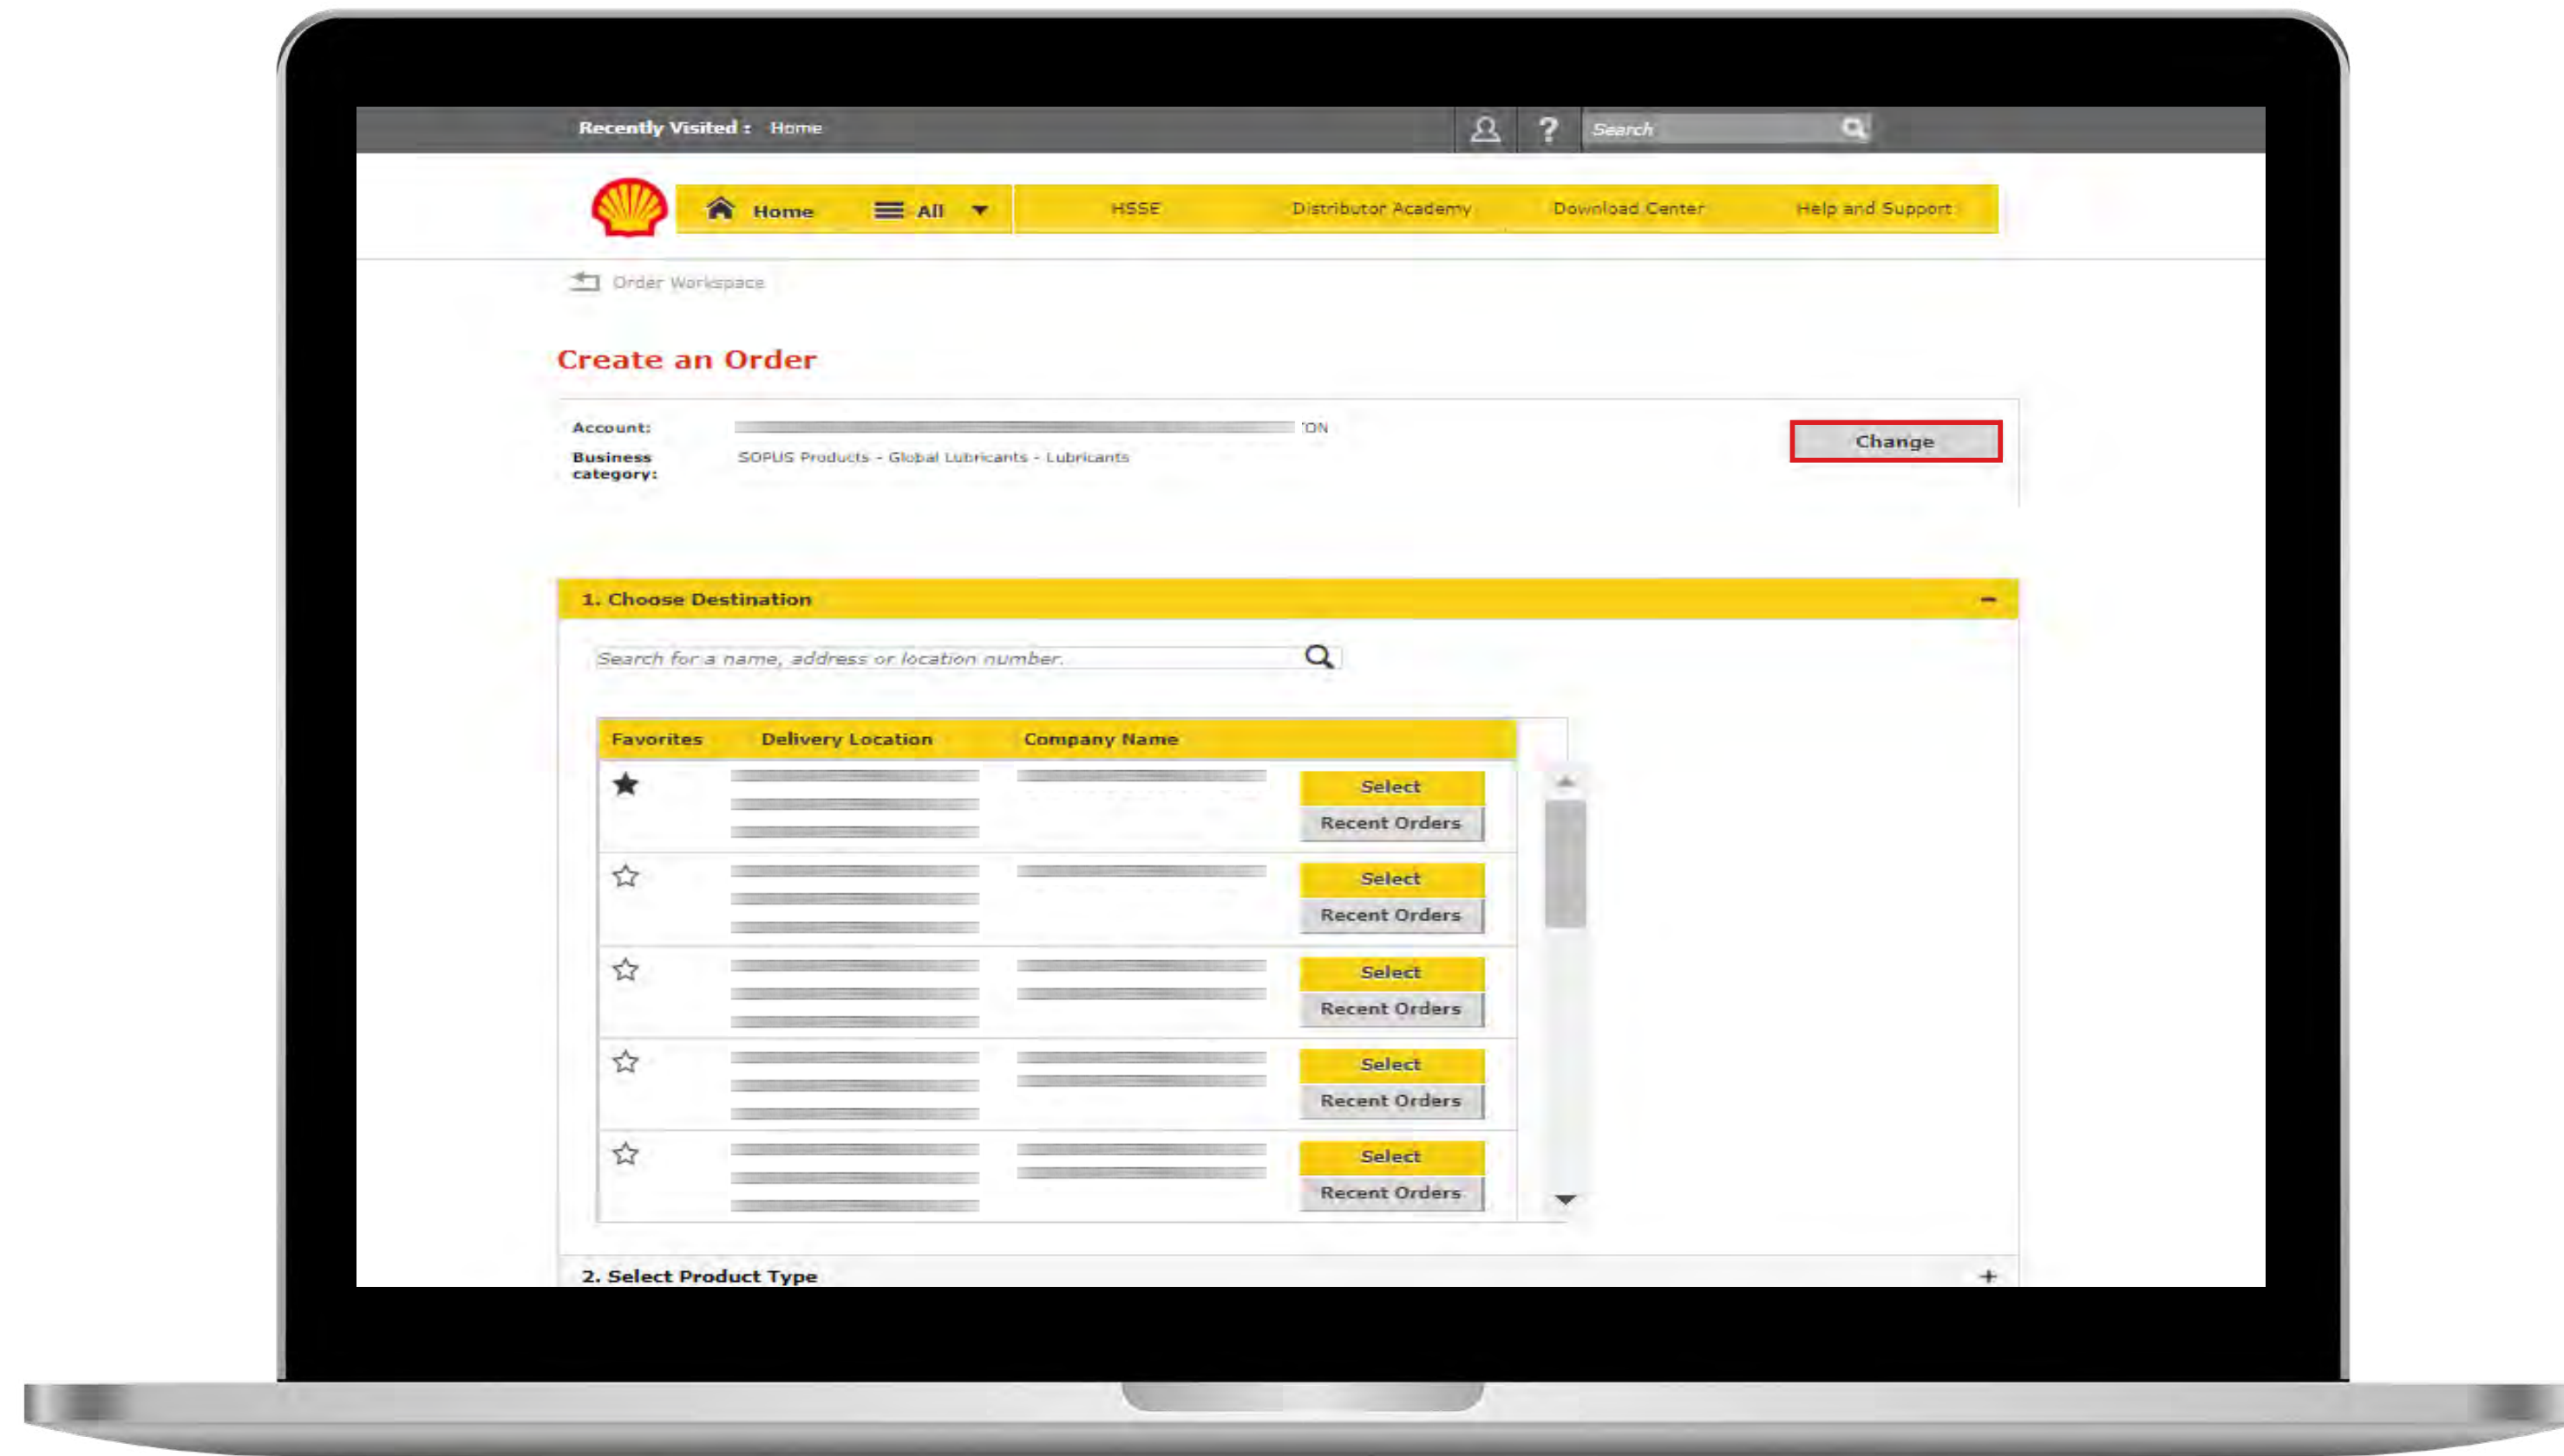 Recently Visited : Home ? Search
Home All HSSE Distributor Academy Download Center Help and Support
Order Workspace
Create an Order
Account: 'ON
Change
Business category: SOPUS Products - Global Lubricants - Lubricants
1. Choose Destination -
Search for a name, address or location number.
Favorites Delivery Location Company Name
Select
Recent Orders
Select
Recent Orders
Select
Recent Orders
Select
Recent Orders
Select
Recent Orders
2. Select Product Type +